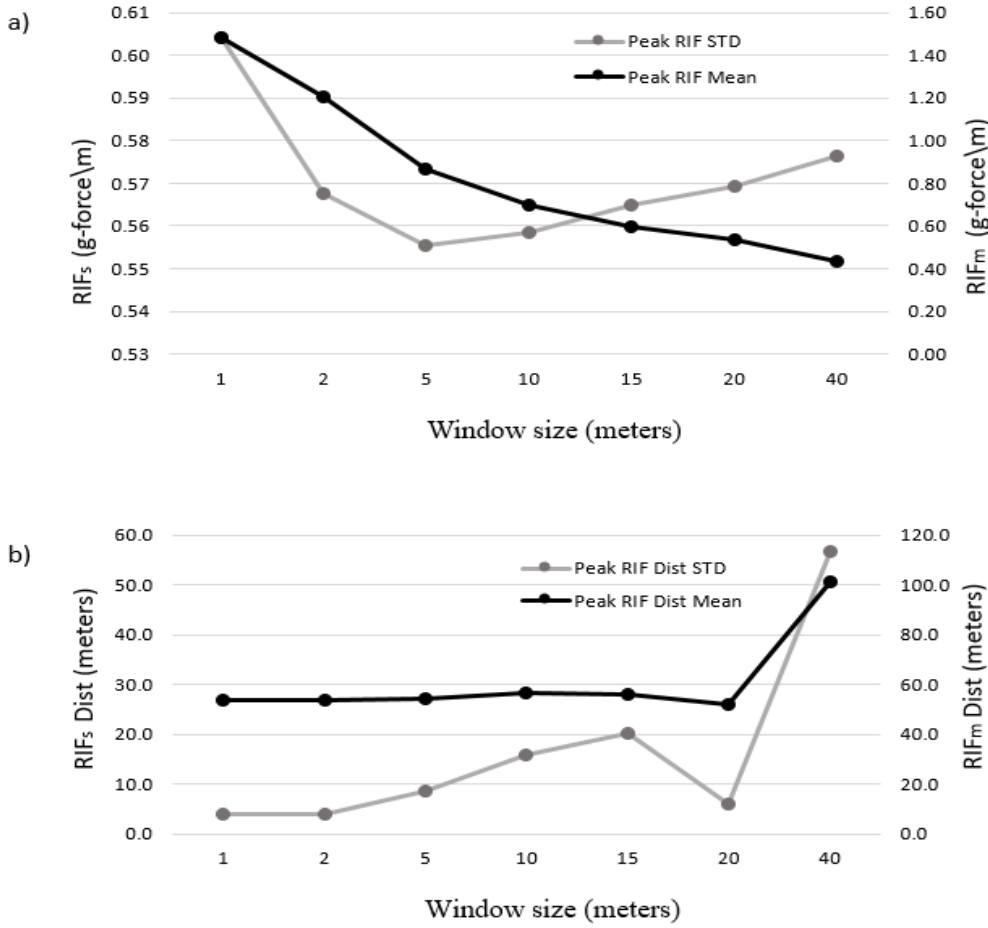 a)
0.61
0.60
0.59
0.58
0.57
0.56
0.55
0.54
0.53
RIFs (g-force\m)
Peak RIF STD
Peak RIF Mean
1.60
1.40
1.20
1.00
0.80
0.60
0.40
0.20
0.00
RIFm (g-force\m)
1 2 5 10 15 20 40
Window size (meters)
b)
60.0
50.0
40.0
30.0
20.0
10.0
0.0
RIFs Dist (meters)
Peak RIF Dist STD
Peak RIF Dist Mean
120.0
100.0
80.0
60.0
40.0
20.0
0.0
RIFm Dist (meters)
1 2 5 10 15 20 40
Window size (meters)